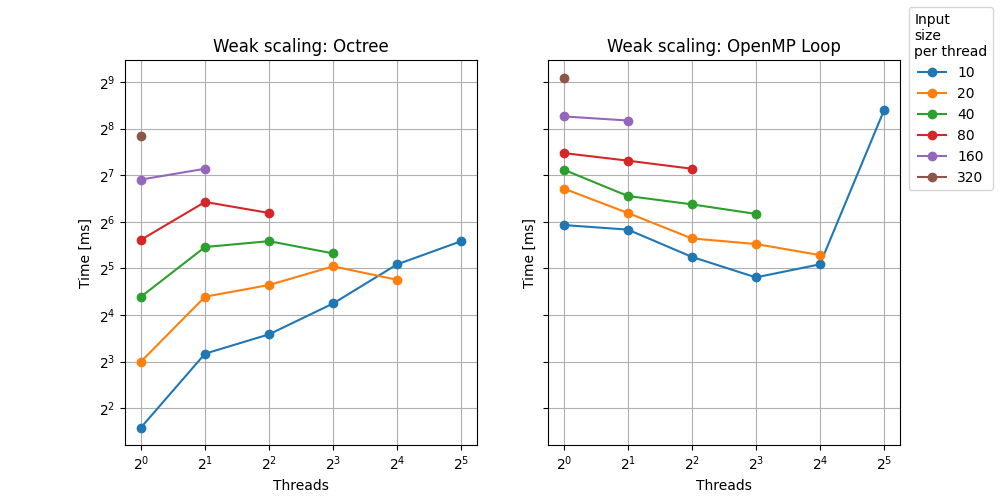 Weak scaling: Octree
Time [ms]
2⁹
2⁸
2⁷
2⁶
2⁵
2⁴
2³
2²
2⁰ 2¹ 2² 2³ 2⁴ 2⁵
Threads
Weak scaling: OpenMP Loop
Time [ms]
2⁰ 2¹ 2² 2³ 2⁴ 2⁵
Threads
Input
size
per thread
10
20
40
80
160
320